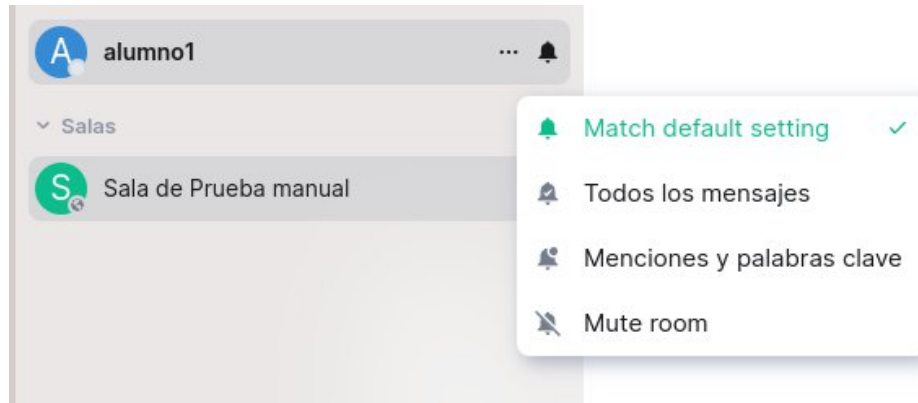 A alumno1
Salas
S Sala de Prueba manual
Match default setting
Todos los mensajes
Menciones y palabras clave
Mute room